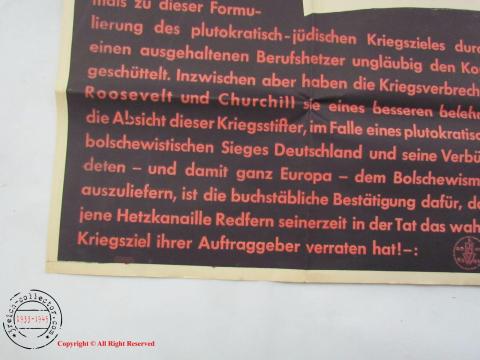 mals zu dieser Formu-
lierung des plutokratisch-jüdischen Kriegszieles durc
einen ausgehaltenen Berufshetzer ungläubig den Ko
geschüttelt. Inzwischen aber haben die Kriegsverbrech
Roosevelt und Churchill sie eines besseren beleh
die Absicht dieser Kriegsstifter, im Falle eines plutokratisc
bolschewistischen Sieges Deutschland und seine Verbü
deten – und damit ganz Europa – dem Bolschewism
auszuliefern, ist die buchstäbliche Bestätigung dafür, da
jene Hetzkanaille Redfern seinerzeit in der Tat das wah
Kriegsziel ihrer Auftraggeber verraten hat!–:
1933-1945
Copyright © All Right Reserved